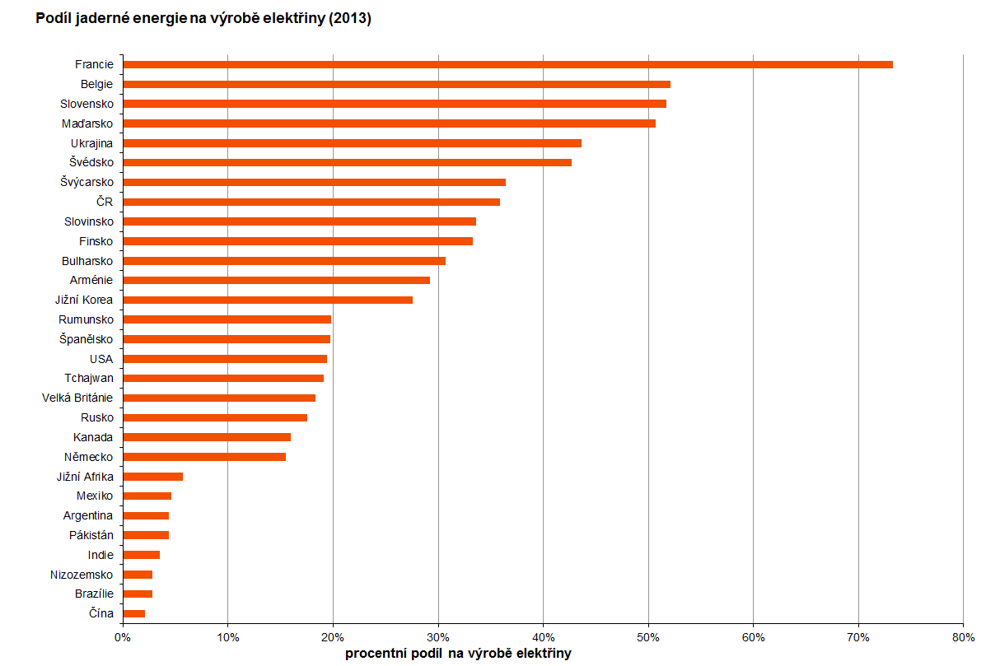 Podíl jaderné energie na výrobě elektřiny (2013)
Francie
Belgie
Slovensko
Maďarsko
Ukrajina
Švédsko
Švýcarsko
ČR
Slovinsko
Finsko
Bulharsko
Arménie
Jižní Korea
Rumunsko
Španělsko
USA
Tchajwan
Velká Británie
Rusko
Kanada
Německo
Jižní Afrika
Mexiko
Argentina
Pákistán
Indie
Nizozemsko
Brazílie
Čína
0% 10% 20% 30% 40% 50% 60% 70% 80%
procentní podíl na výrobě elektřiny